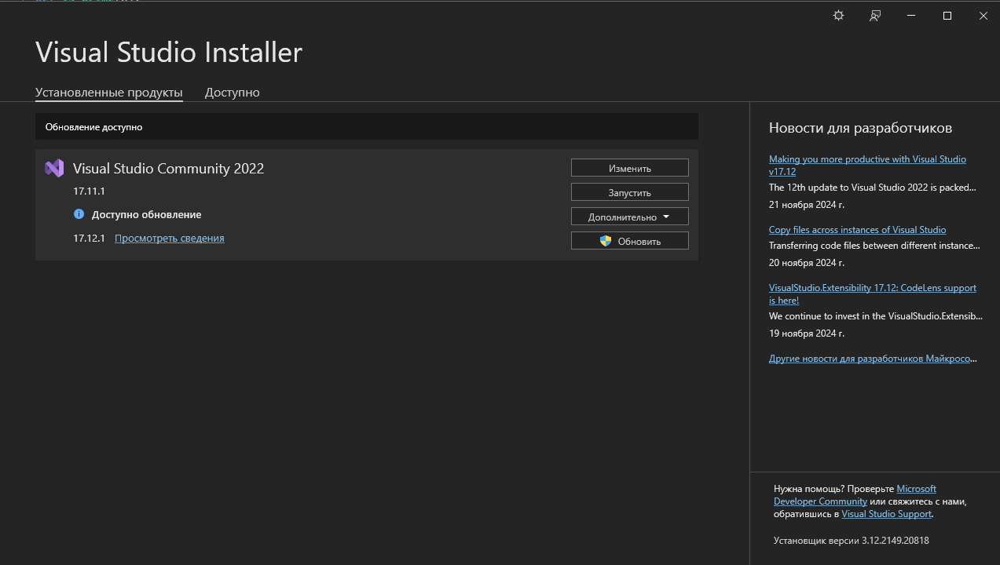 Visual Studio Installer
Установленные продукты Доступно
Обновление доступно
Visual Studio Community 2022
17.11.1
Доступно обновление
17.12.1 Просмотреть сведения
Изменить
Запустить
Дополнительно
Обновить
Новости для разработчиков
Making you more productive with Visual Studio
v17.12
The 12th update to Visual Studio 2022 is packed...
21 ноября 2024 г.
Copy files across instances of Visual Studio
Transferring code files between different instance...
20 ноября 2024 г.
VisualStudio.Extensibility 17.12: CodeLens support
is here!
We continue to invest in the VisualStudio.Extensib...
19 ноября 2024 г.
Другие новости для разработчиков Майкросо...
Нужна помощь? Проверьте Microsoft
Developer Community или свяжитесь с нами,
обратившись в Visual Studio Support.
Установщик версии 3.12.2149.20818